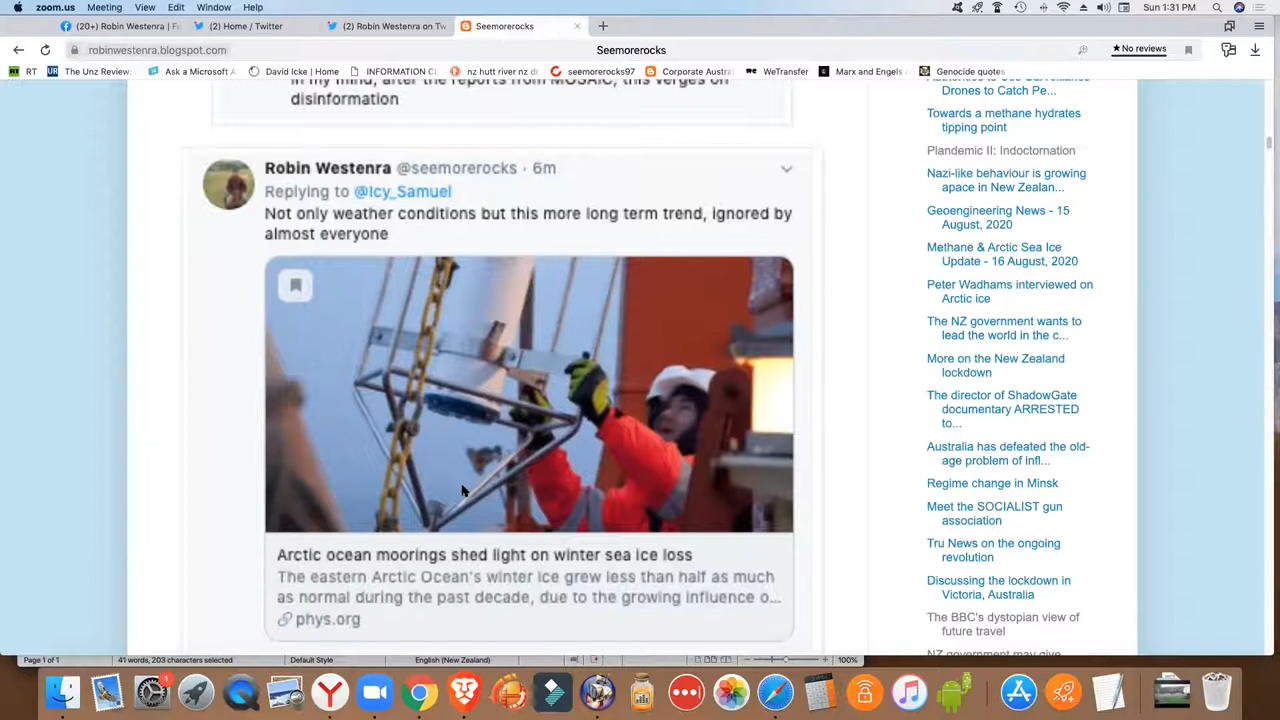 zoom.us Meeting View Edit Window Help Sun 1:31 PM
(20+) Robin Westenra | F (2) Home / Twitter (2) Robin Westenra on Tw Seemorerocks
robinwestenra.blogspot.com Seemorerocks No reviews
RT The Unz Review: Ask a Microsoft A David Icke | Home INFORMATION Cl nz hutt river nz dr seemorerocks97 Corporate Austra WeTransfer Marx and Engels Genocide quotes
disinformation
Robin Westenra @seemorerocks · 6m
Replying to @Icy_Samuel
Not only weather conditions but this more long term trend, ignored by
almost everyone
Arctic ocean moorings shed light on winter sea ice loss
The eastern Arctic Ocean's winter ice grew less than half as much
as normal during the past decade, due to the growing influence o...
phys.org
Drones to Catch Pe...
Towards a methane hydrates
tipping point
Plandemic II: Indoctornation
Nazi-like behaviour is growing
apace in New Zealan...
Geoengineering News - 15
August, 2020
Methane & Arctic Sea Ice
Update - 16 August, 2020
Peter Wadhams interviewed on
Arctic ice
The NZ government wants to
lead the world in the c...
More on the New Zealand
lockdown
The director of ShadowGate
documentary ARRESTED
to...
Australia has defeated the old-
age problem of infl...
Regime change in Minsk
Meet the SOCIALIST gun
association
Tru News on the ongoing
revolution
Discussing the lockdown in
Victoria, Australia
The BBC's dystopian view of
future travel
NZ government may give
Page 1 of 1 41 words, 203 characters selected Default Style English (New Zealand) 100%